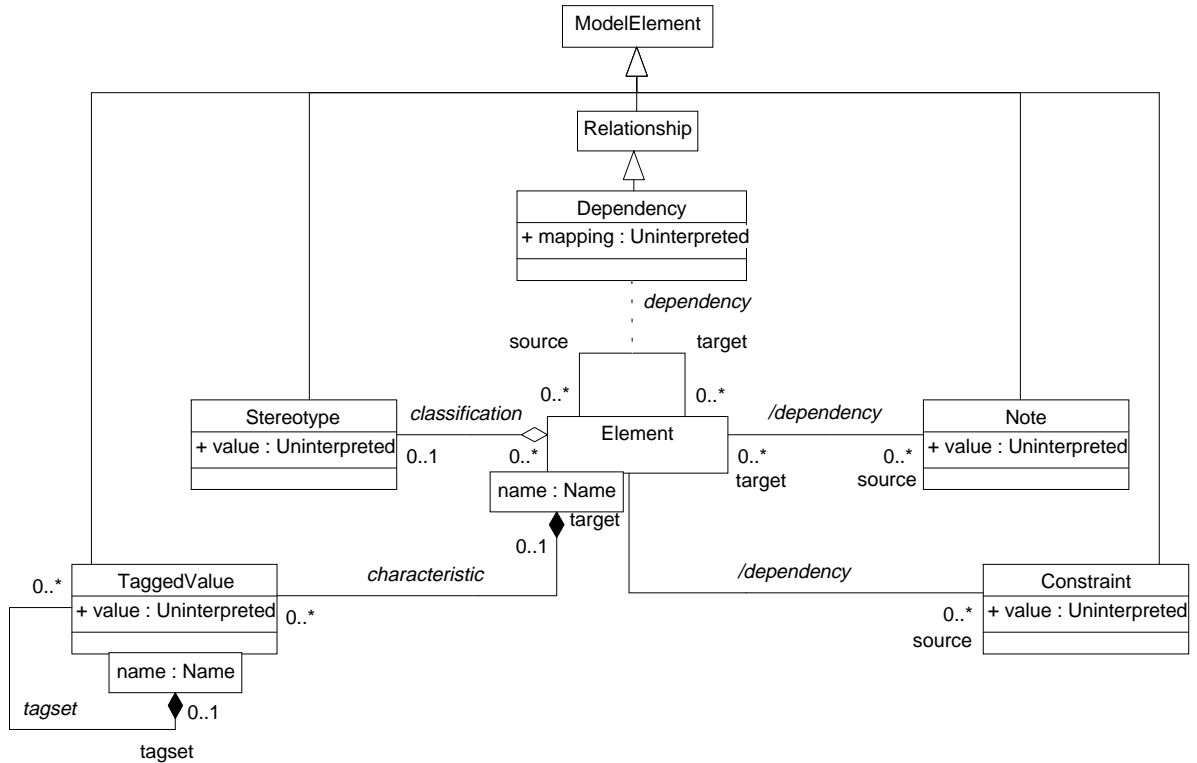 ModelElement
Relationship
Dependency
+ mapping : Uninterpreted
dependency
source
target
0..*
0..*
Stereotype
+ value : Uninterpreted
classification
0..1
0..*
Element
name : Name
/dependency
0..*
target
0..*
source
Note
+ value : Uninterpreted
target
0..1
characteristic
0..*
TaggedValue
+ value : Uninterpreted
0..*
name : Name
tagset
0..1
tagset
/dependency
0..*
source
Constraint
+ value : Uninterpreted